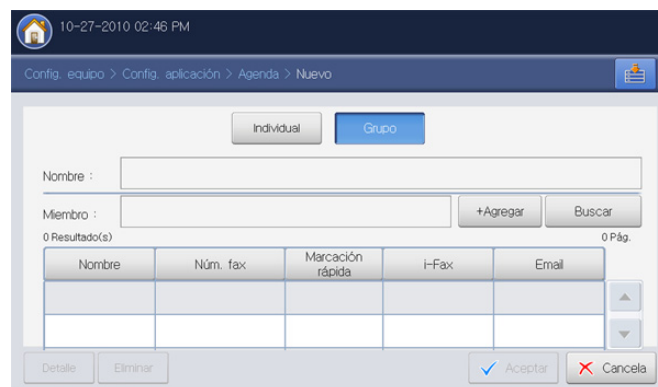 10-27-2010 02:46 PM
Config. equipo > Config. aplicación > Agenda > Nuevo
Individual Grupo
Nombre :
Miembro : +Agregar Buscar
0 Resultado(s) 0 Pág.
Nombre Núm. fax Marcación rápida i-Fax Email
Detalle Eliminar Aceptar Cancela